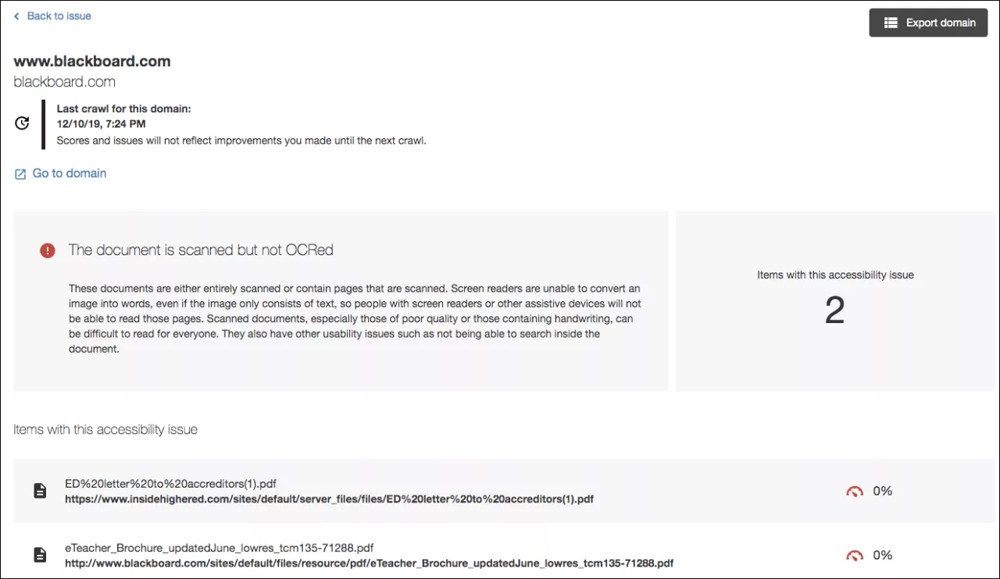 Back to issue
Export domain
www.blackboard.com
blackboard.com
Last crawl for this domain:
12/10/19, 7:24 PM
Scores and issues will not reflect improvements you made until the next crawl.
Go to domain
The document is scanned but not OCRed
These documents are either entirely scanned or contain pages that are scanned. Screen readers are unable to convert an
image into words, even if the image only consists of text, so people with screen readers or other assistive devices will not
be able to read those pages. Scanned documents, especially those of poor quality or those containing handwriting, can
be difficult to read for everyone. They also have other usability issues such as not being able to search inside the
document.
Items with this accessibility issue
2
Items with this accessibility issue
ED%20letter%20to%20accreditors(1).pdf
https://www.insidehighered.com/sites/default/server_files/files/ED%20letter%20to%20accreditors(1).pdf
0%
eTeacher_Brochure_updatedJune_lowres_tcm135-71288.pdf
http://www.blackboard.com/sites/default/files/resource/pdf/eTeacher_Brochure_updatedJune_lowres_tcm135-71288.pdf
0%